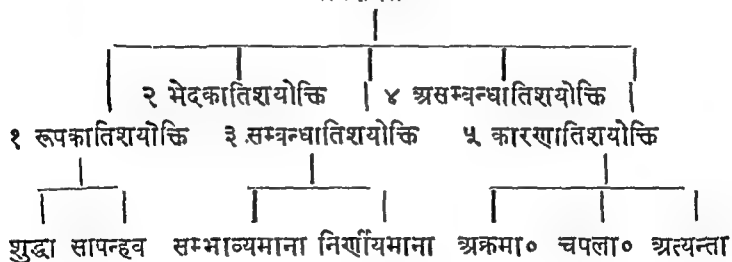 २ भेदकातिशयोक्ति ४ असम्बन्धातिशयोक्ति
१ रूपकातिशयोक्ति ३ सम्बन्धातिशयोक्ति ५ कारणातिशयोक्ति
शुद्धा सापन्हव सम्भाव्यमाना निर्णीयमाना अक्रमा० चपला० अत्यन्ता